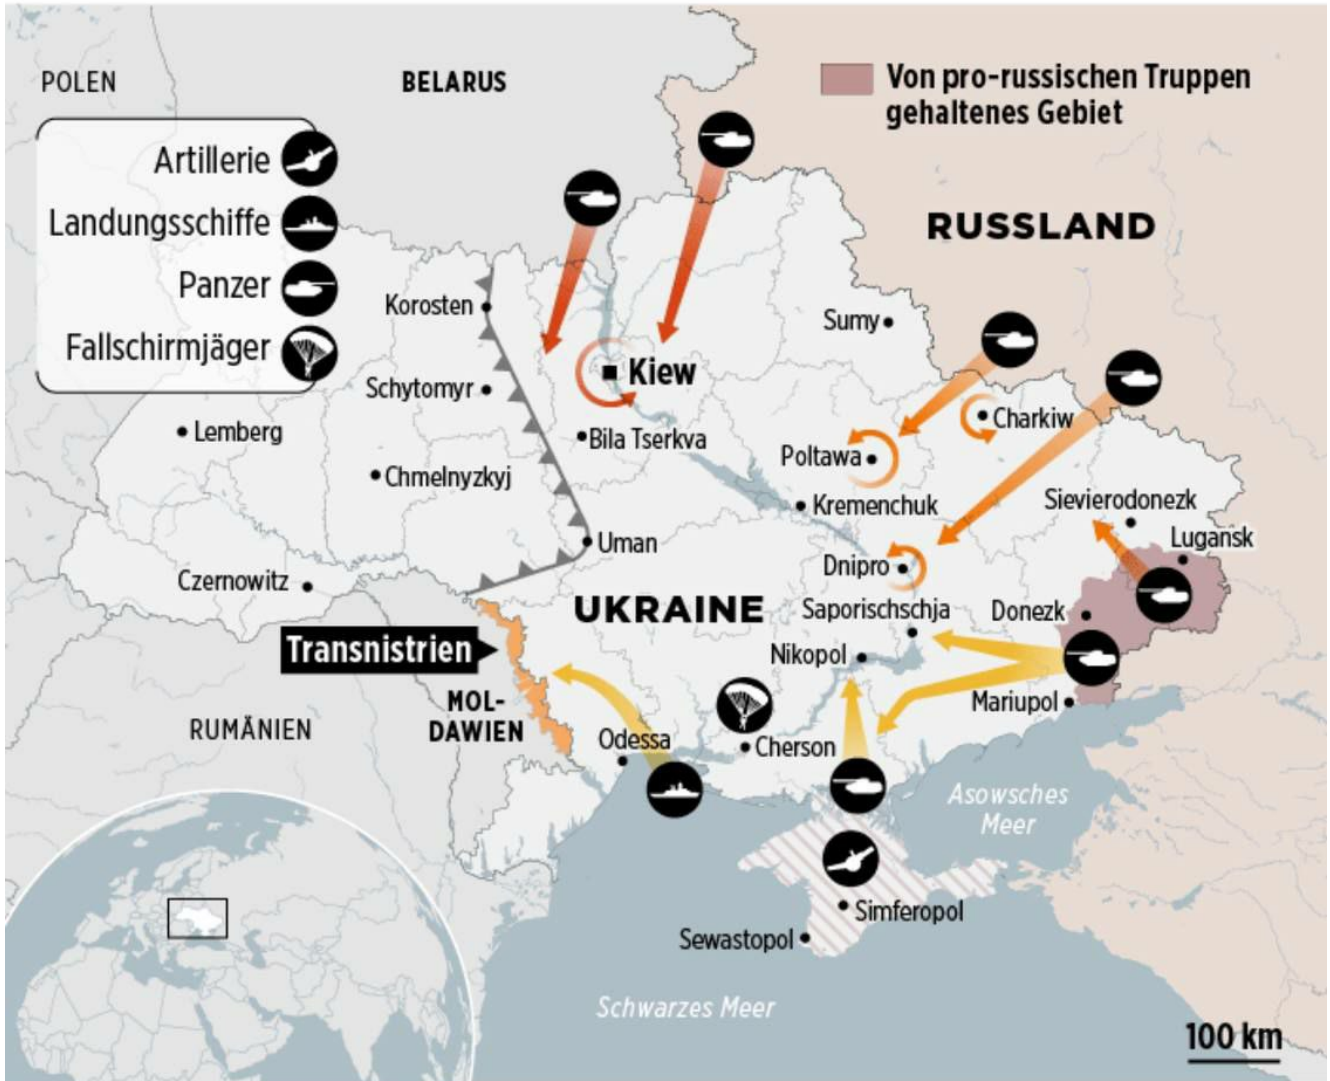 POLEN
BELARUS
Von pro-russischen Truppen
gehaltenes Gebiet
Artillerie
Landungsschiffe
Panzer
Fallschirmjäger
RUSSLAND
Korosten
Sumy
Kiew
Schytomyr
Charkiw
Lemberg
Bila Tserkva
Poltawa
Chmelnyzkyj
Kremenchuk
Sievierodonezk
Uman
Lugansk
Czernowitz
Dnipro
UKRAINE
Saporischschja
Donezk
Transnistrien
Nikopol
MOL-
DAWIEN
Mariupol
RUMÄNIEN
Odessa
Cherson
Asowsches
Meer
Simferopol
Sewastopol
Schwarzes Meer
100 km